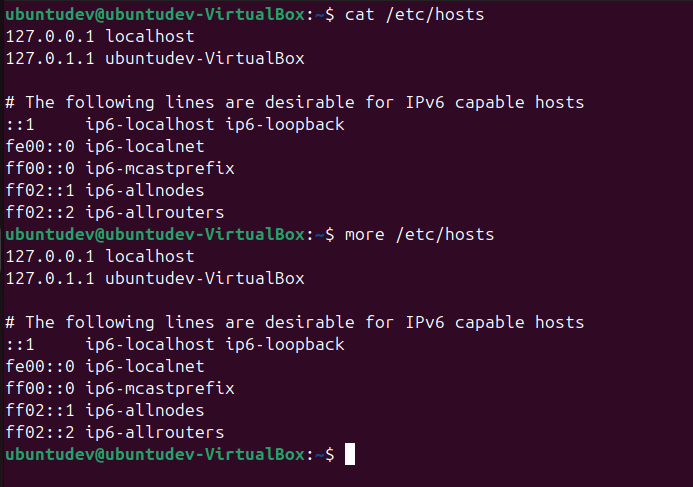 ubuntudev@ubuntudev-VirtualBox:~$ cat /etc/hosts
127.0.0.1 localhost
127.0.1.1 ubuntudev-VirtualBox

# The following lines are desirable for IPv6 capable hosts
::1     ip6-localhost ip6-loopback
fe00::0 ip6-localnet
ff00::0 ip6-mcastprefix
ff02::1 ip6-allnodes
ff02::2 ip6-allrouters
ubuntudev@ubuntudev-VirtualBox:~$ more /etc/hosts
127.0.0.1 localhost
127.0.1.1 ubuntudev-VirtualBox

# The following lines are desirable for IPv6 capable hosts
::1     ip6-localhost ip6-loopback
fe00::0 ip6-localnet
ff00::0 ip6-mcastprefix
ff02::1 ip6-allnodes
ff02::2 ip6-allrouters
ubuntudev@ubuntudev-VirtualBox:~$